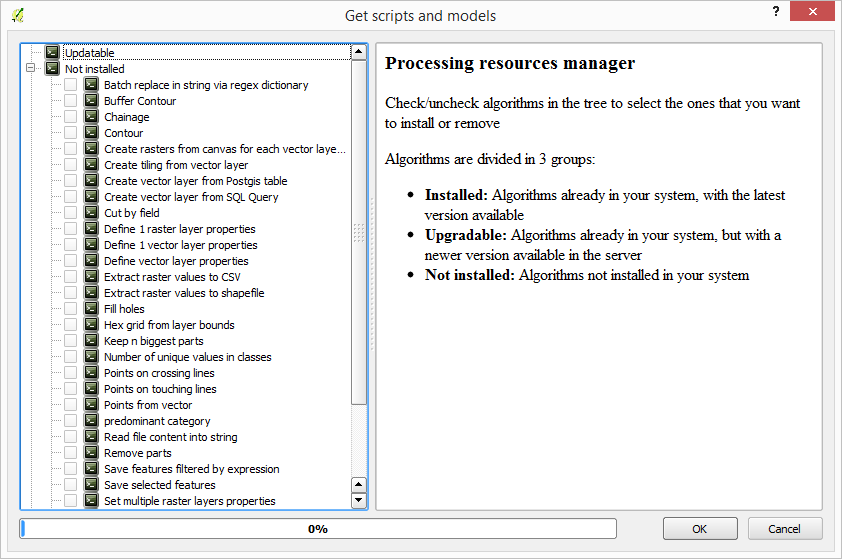 Get scripts and models
?
Updatable
Not installed
Batch replace in string via regex dictionary
Buffer Contour
Chainage
Contour
Create rasters from canvas for each vector laye...
Create tiling from vector layer
Create vector layer from Postgis table
Create vector layer from SQL Query
Cut by field
Define 1 raster layer properties
Define 1 vector layer properties
Define vector layer properties
Extract raster values to CSV
Extract raster values to shapefile
Fill holes
Hex grid from layer bounds
Keep n biggest parts
Number of unique values in classes
Points on crossing lines
Points on touching lines
Points from vector
predominant category
Read file content into string
Remove parts
Save features filtered by expression
Save selected features
Set multiple raster layers properties
Processing resources manager
Check/uncheck algorithms in the tree to select the ones that you want
to install or remove
Algorithms are divided in 3 groups:
• Installed: Algorithms already in your system, with the latest
version available
• Upgradable: Algorithms already in your system, but with a
newer version available in the server
• Not installed: Algorithms not installed in your system
0%
OK
Cancel